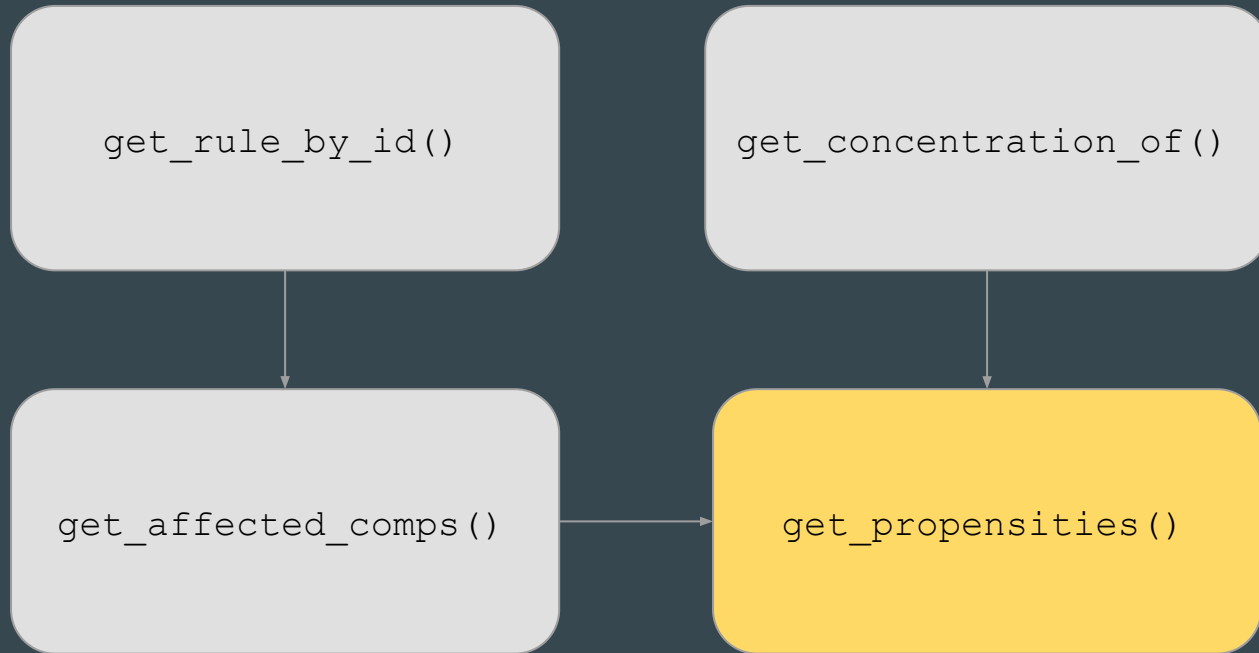 get_rule_by_id()
get_concentration_of()
get_affected_comps()
get_propensities()